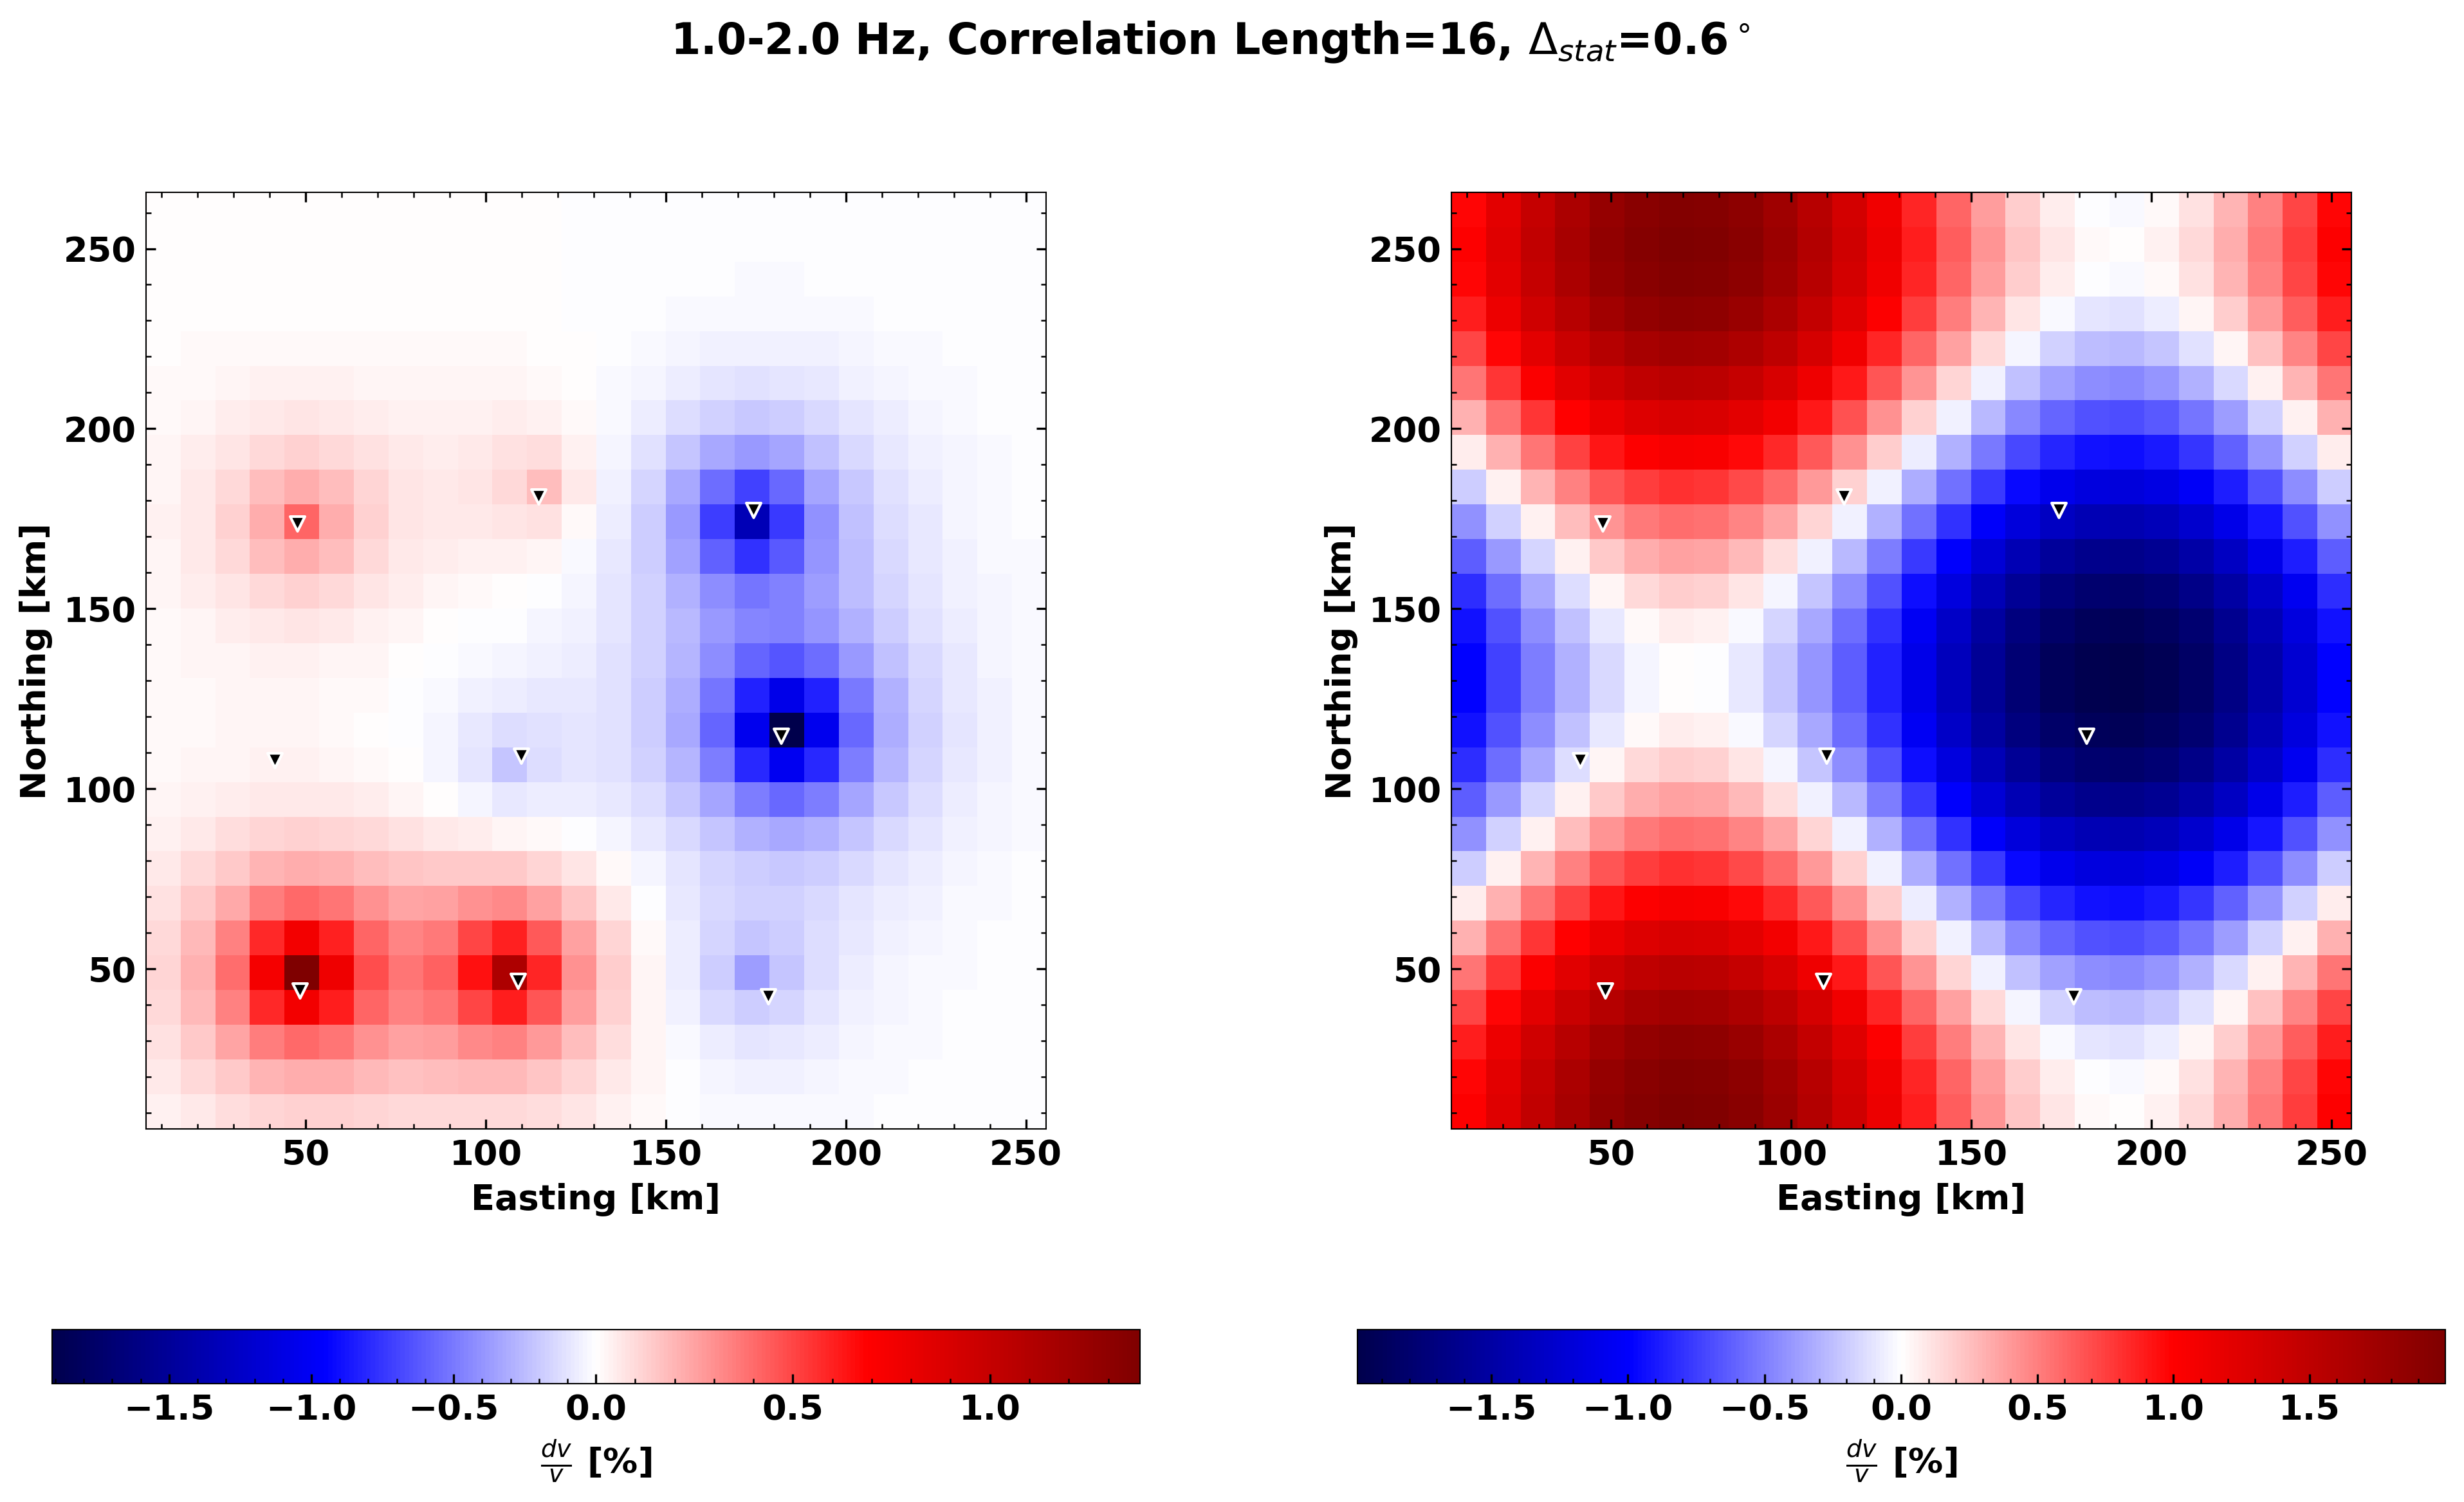 1.0-2.0 Hz, Correlation Length=16, Δstat=0.6°
250
200
150
100
50
Northing [km]
50 100 150 200 250
Easting [km]
250
200
150
100
50
Northing [km]
50 100 150 200 250
Easting [km]
−1.5 −1.0 −0.5 0.0 0.5 1.0
dv/v [%]
−1.5 −1.0 −0.5 0.0 0.5 1.0 1.5
dv/v [%]